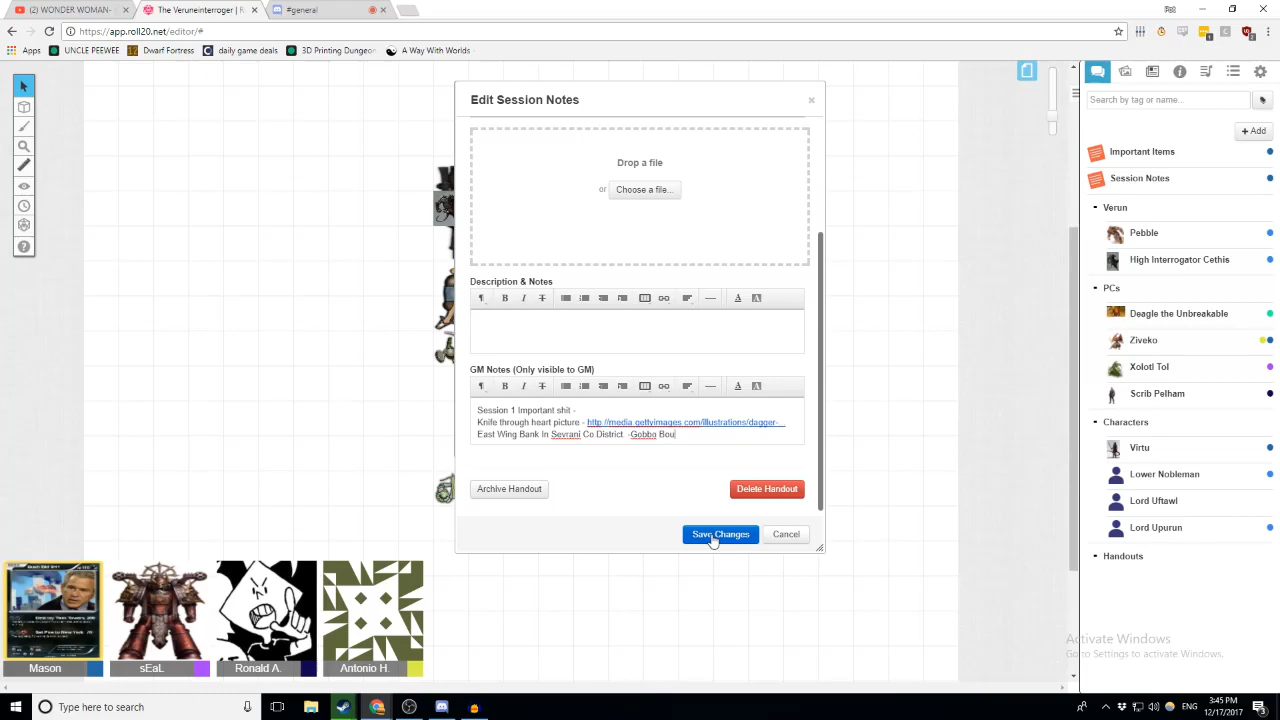 (2) WONDER WOMAN-
The Veruneinterroger | R
#general
https://app.roll20.net/editor/#
Apps
UNCLE PEEWEE
Dwarf Fortress
daily game deals
3D Printing Dungeon
A Way With Worlds
Edit Session Notes
Drop a file
or Choose a file...
Description & Notes
GM Notes (Only visible to GM)
Session 1 Important shit -
Knife through heart picture - http://media.gettyimages.com/illustrations/dagger-...
East Wing Bank In Sevrani Co.District. -Gobbo Bou
Archive Handout
Delete Handout
Save Changes
Cancel
Search by tag or name...
+ Add
Important Items
Session Notes
Verun
Pebble
High Interrogator Cethis
PCs
Deagle the Unbreakable
Ziveko
Xolotl Tol
Scrib Pelham
Characters
Virtu
Lower Nobleman
Lord Uftawl
Lord Upurun
Handouts
Mason
sEaL
Ronald A.
Antonio H.
Activate Windows
Go to Settings to activate Windows.
Type here to search
3:45 PM
12/17/2017